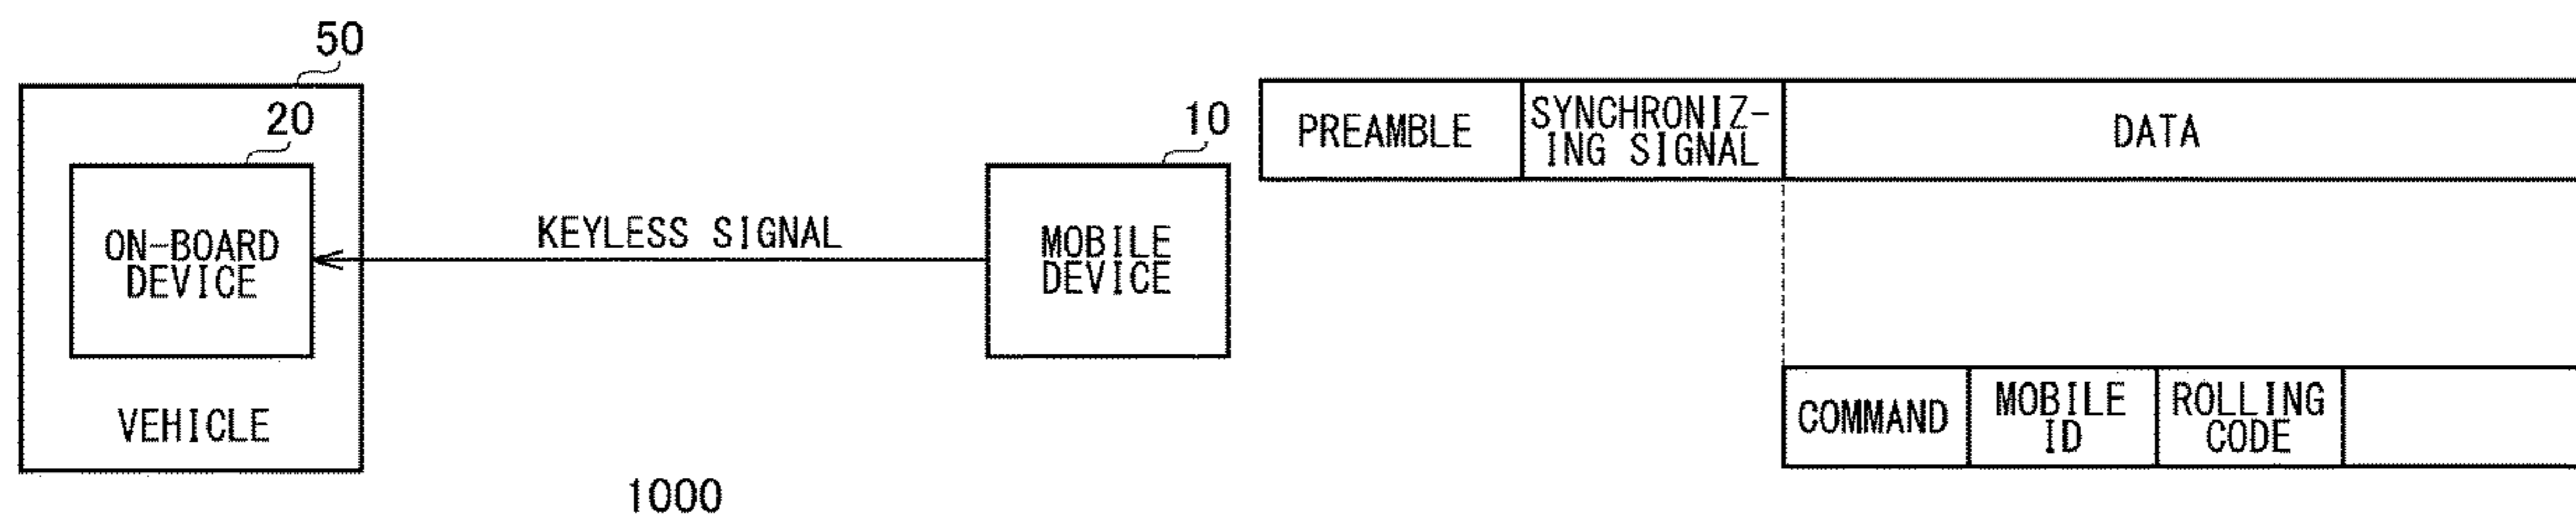 50
20
ON-BOARD
DEVICE
VEHICLE
KEYLESS SIGNAL
10
MOBILE
DEVICE
1000
PREAMBLE
SYNCHRONIZ-
ING SIGNAL
DATA
COMMAND
MOBILE
ID
ROLLING
CODE